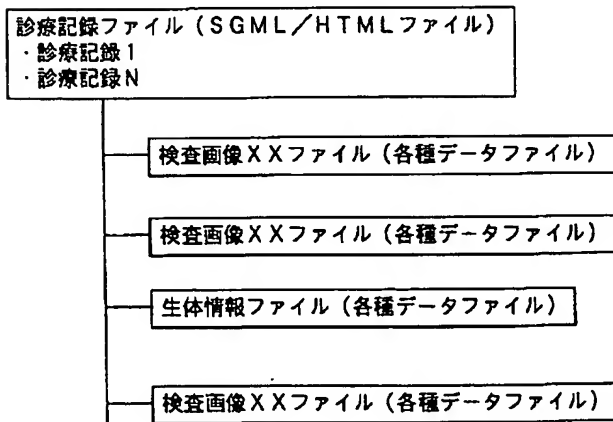 診療記録ファイル（ＳＧＭＬ／ＨＴＭＬファイル）
・診療記録１
・診療記録Ｎ
検査画像ＸＸファイル（各種データファイル）
検査画像ＸＸファイル（各種データファイル）
生体情報ファイル（各種データファイル）
検査画像ＸＸファイル（各種データファイル）